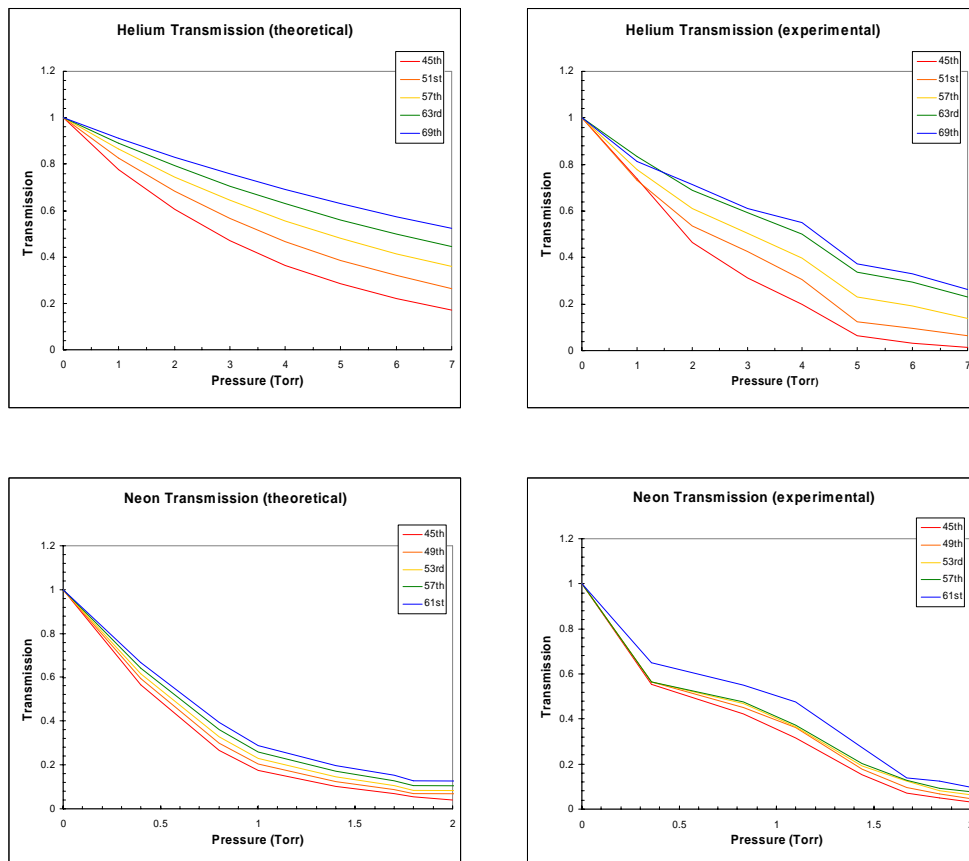 Helium Transmission (theoretical)
45th
51st
57th
63rd
69th
1.2
1
0.8
0.6
0.4
0.2
0
Transmission
0 1 2 3 4 5 6 7
Pressure (Torr)
Helium Transmission (experimental)
45th
51st
57th
63rd
69th
1.2
1
0.8
0.6
0.4
0.2
0
Transmission
0 1 2 3 4 5 6 7
Pressure (Torr)
Neon Transmission (theoretical)
45th
49th
53rd
57th
61st
1.2
1
0.8
0.6
0.4
0.2
0
Transmission
0 0.5 1 1.5 2
Pressure (Torr)
Neon Transmission (experimental)
45th
49th
53rd
57th
61st
1.2
1
0.8
0.6
0.4
0.2
0
Transmission
0 0.5 1 1.5
Pressure (Torr)